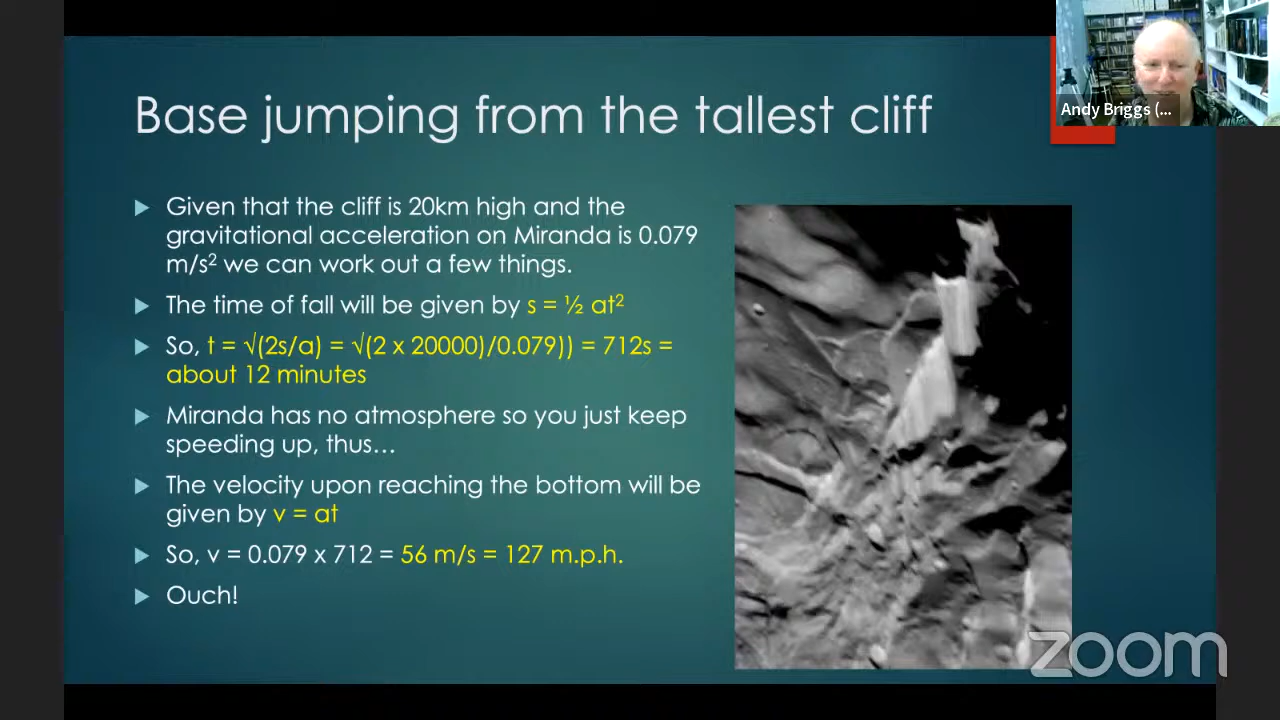 Base jumping from the tallest cliff
Andy Briggs (...
Given that the cliff is 20km high and the
gravitational acceleration on Miranda is 0.079
m/s² we can work out a few things.
The time of fall will be given by s = ½ at²
So, t = √(2s/a) = √(2 x 20000)/0.079)) = 712s =
about 12 minutes
Miranda has no atmosphere so you just keep
speeding up, thus…
The velocity upon reaching the bottom will be
given by v = at
So, v = 0.079 x 712 = 56 m/s = 127 m.p.h.
Ouch!
zoom